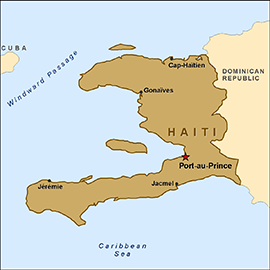 CUBA
Windward Passage
Cap-Haïtien
DOMINICAN
REPUBLIC
Gonaïves
HAITI
Port-au-Prince
Jérémie
Jacmel
Caribbean
Sea